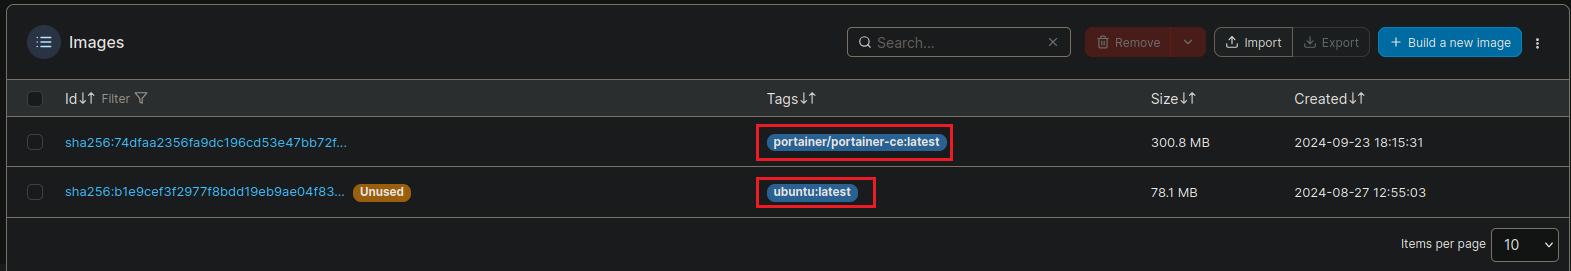 Images Search... Remove Import Export + Build a new image
Id Filter Tags Size Created
sha256:74dfaa2356fa9dc196cd53e47bb72f... portainer/portainer-ce:latest 300.8 MB 2024-09-23 18:15:31
sha256:b1e9cef3f2977f8bdd19eb9ae04f83... Unused ubuntu:latest 78.1 MB 2024-08-27 12:55:03
Items per page 10